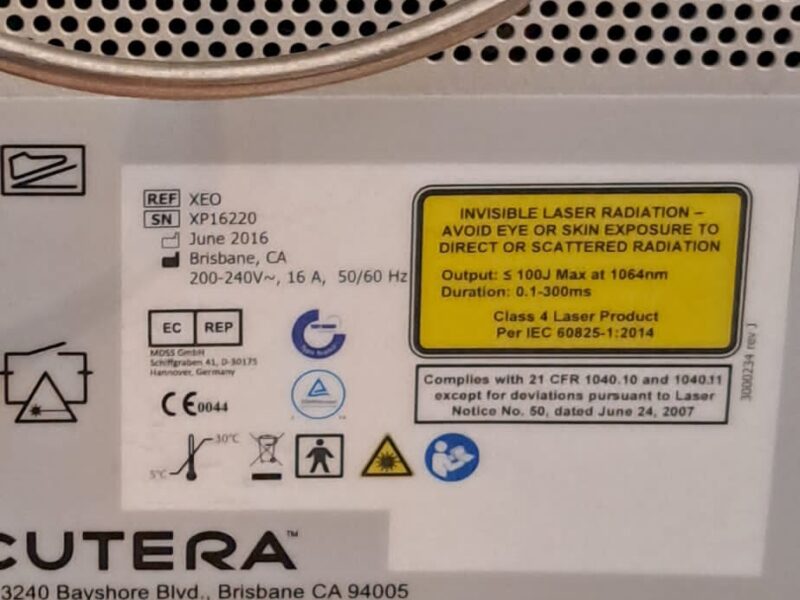 REF XEO
SN XP16220
June 2016
Brisbane, CA
200-240V~, 16 A, 50/60 Hz
EC REP
MDSS GmbH
Schiffgraben 41, D-30175
Hannover, Germany
CE0044
30°C
5°C
INVISIBLE LASER RADIATION –
AVOID EYE OR SKIN EXPOSURE TO
DIRECT OR SCATTERED RADIATION
Output: ≤ 100J Max at 1064nm
Duration: 0.1-300ms
Class 4 Laser Product
Per IEC 60825-1:2014
Complies with 21 CFR 1040.10 and 1040.11
except for deviations pursuant to Laser
Notice No. 50, dated June 24, 2007
3000234 rev J
CUTERA™
3240 Bayshore Blvd., Brisbane CA 94005